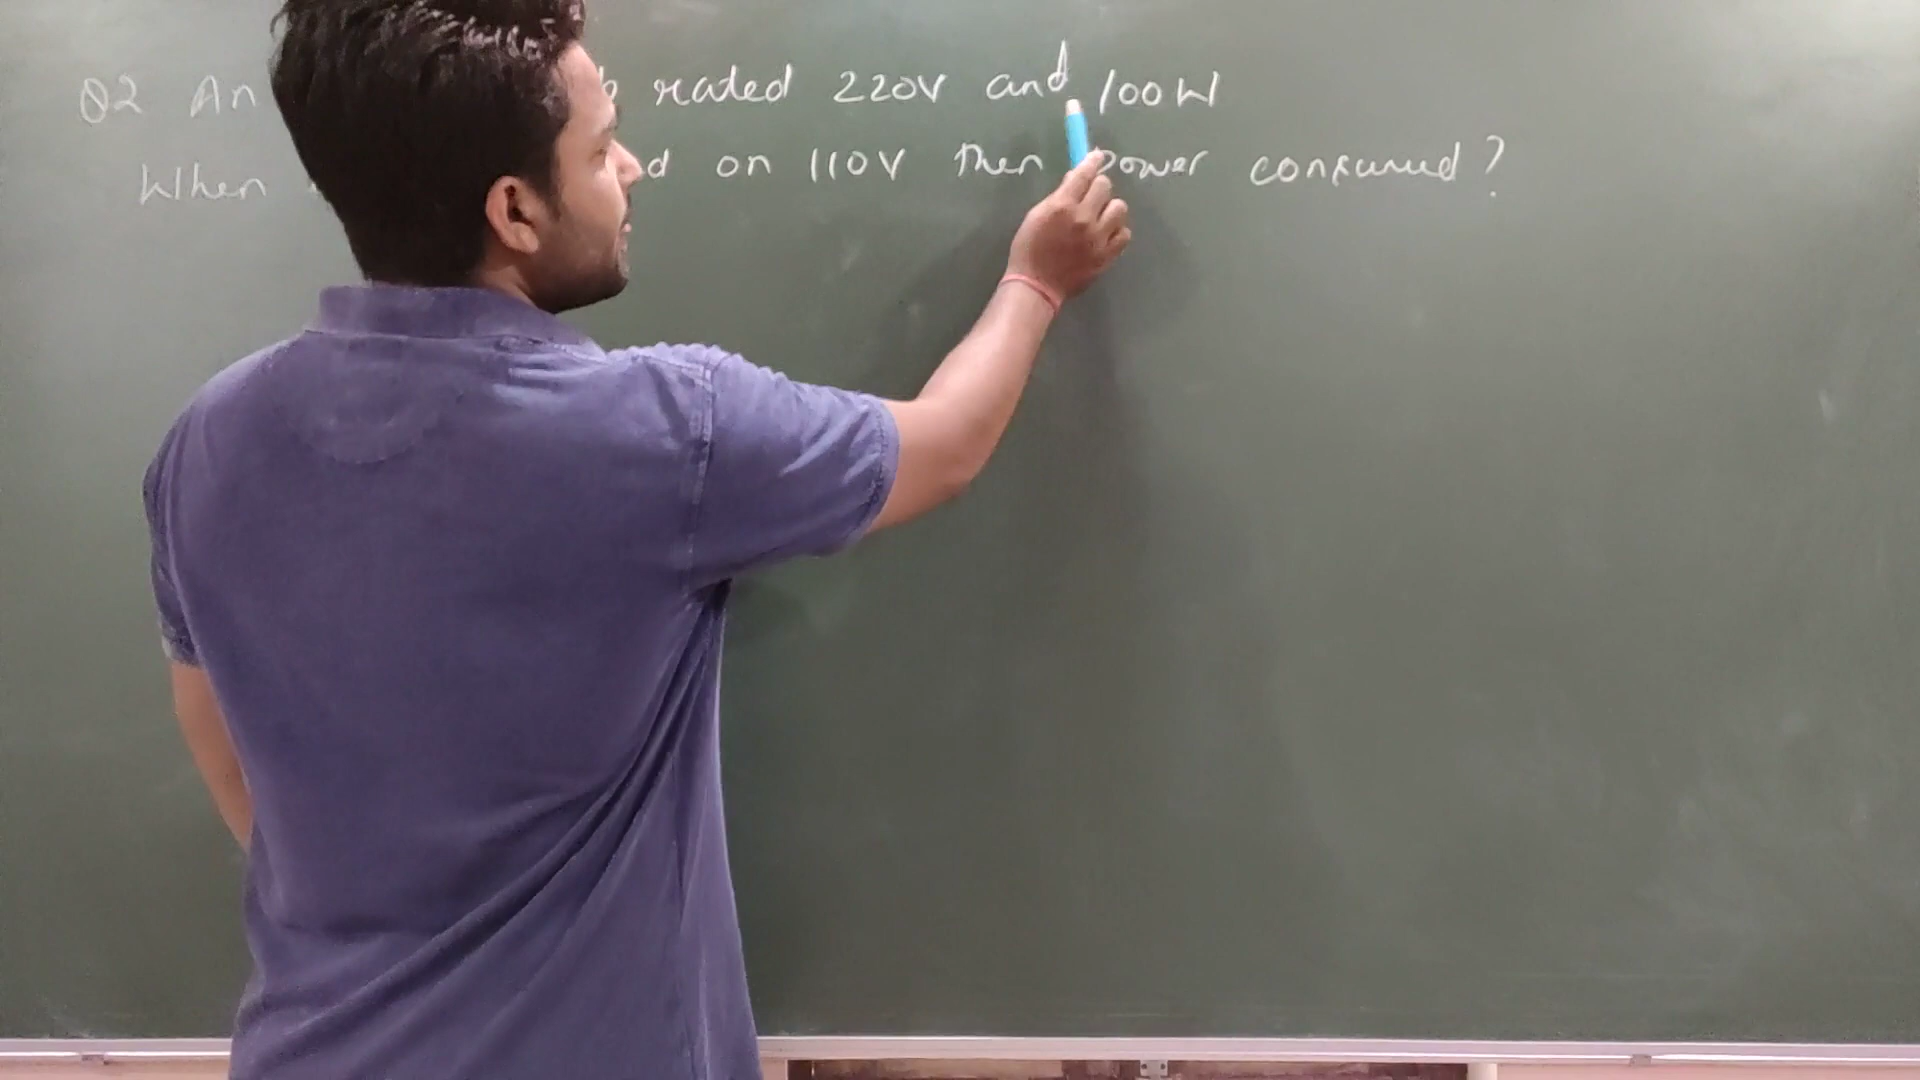 Q2 An rated 220V and 100W
When on 110V then power consumed?